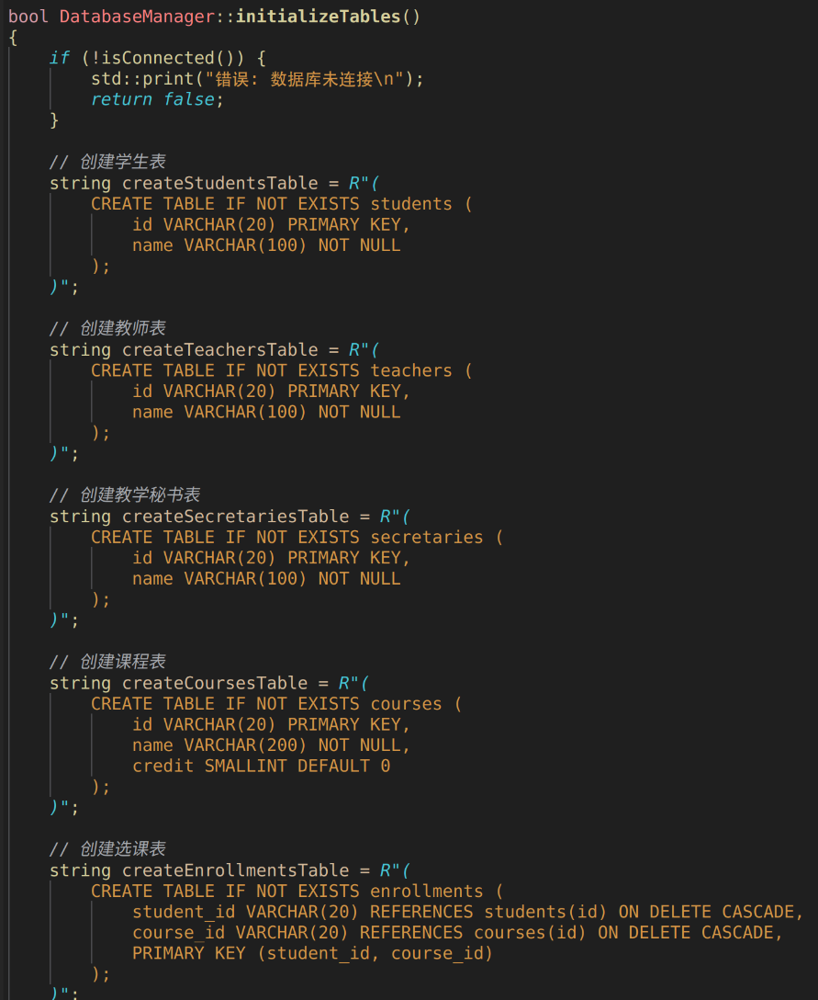 bool DatabaseManager::initializeTables()
{
    if (!isConnected()) {
        std::print("错误: 数据库未连接\n");
        return false;
    }

    // 创建学生表
    string createStudentsTable = R"(
        CREATE TABLE IF NOT EXISTS students (
            id VARCHAR(20) PRIMARY KEY,
            name VARCHAR(100) NOT NULL
        );
    )";

    // 创建教师表
    string createTeachersTable = R"(
        CREATE TABLE IF NOT EXISTS teachers (
            id VARCHAR(20) PRIMARY KEY,
            name VARCHAR(100) NOT NULL
        );
    )";

    // 创建教学秘书表
    string createSecretariesTable = R"(
        CREATE TABLE IF NOT EXISTS secretaries (
            id VARCHAR(20) PRIMARY KEY,
            name VARCHAR(100) NOT NULL
        );
    )";

    // 创建课程表
    string createCoursesTable = R"(
        CREATE TABLE IF NOT EXISTS courses (
            id VARCHAR(20) PRIMARY KEY,
            name VARCHAR(200) NOT NULL,
            credit SMALLINT DEFAULT 0
        );
    )";

    // 创建选课表
    string createEnrollmentsTable = R"(
        CREATE TABLE IF NOT EXISTS enrollments (
            student_id VARCHAR(20) REFERENCES students(id) ON DELETE CASCADE,
            course_id VARCHAR(20) REFERENCES courses(id) ON DELETE CASCADE,
            PRIMARY KEY (student_id, course_id)
        );
    )";